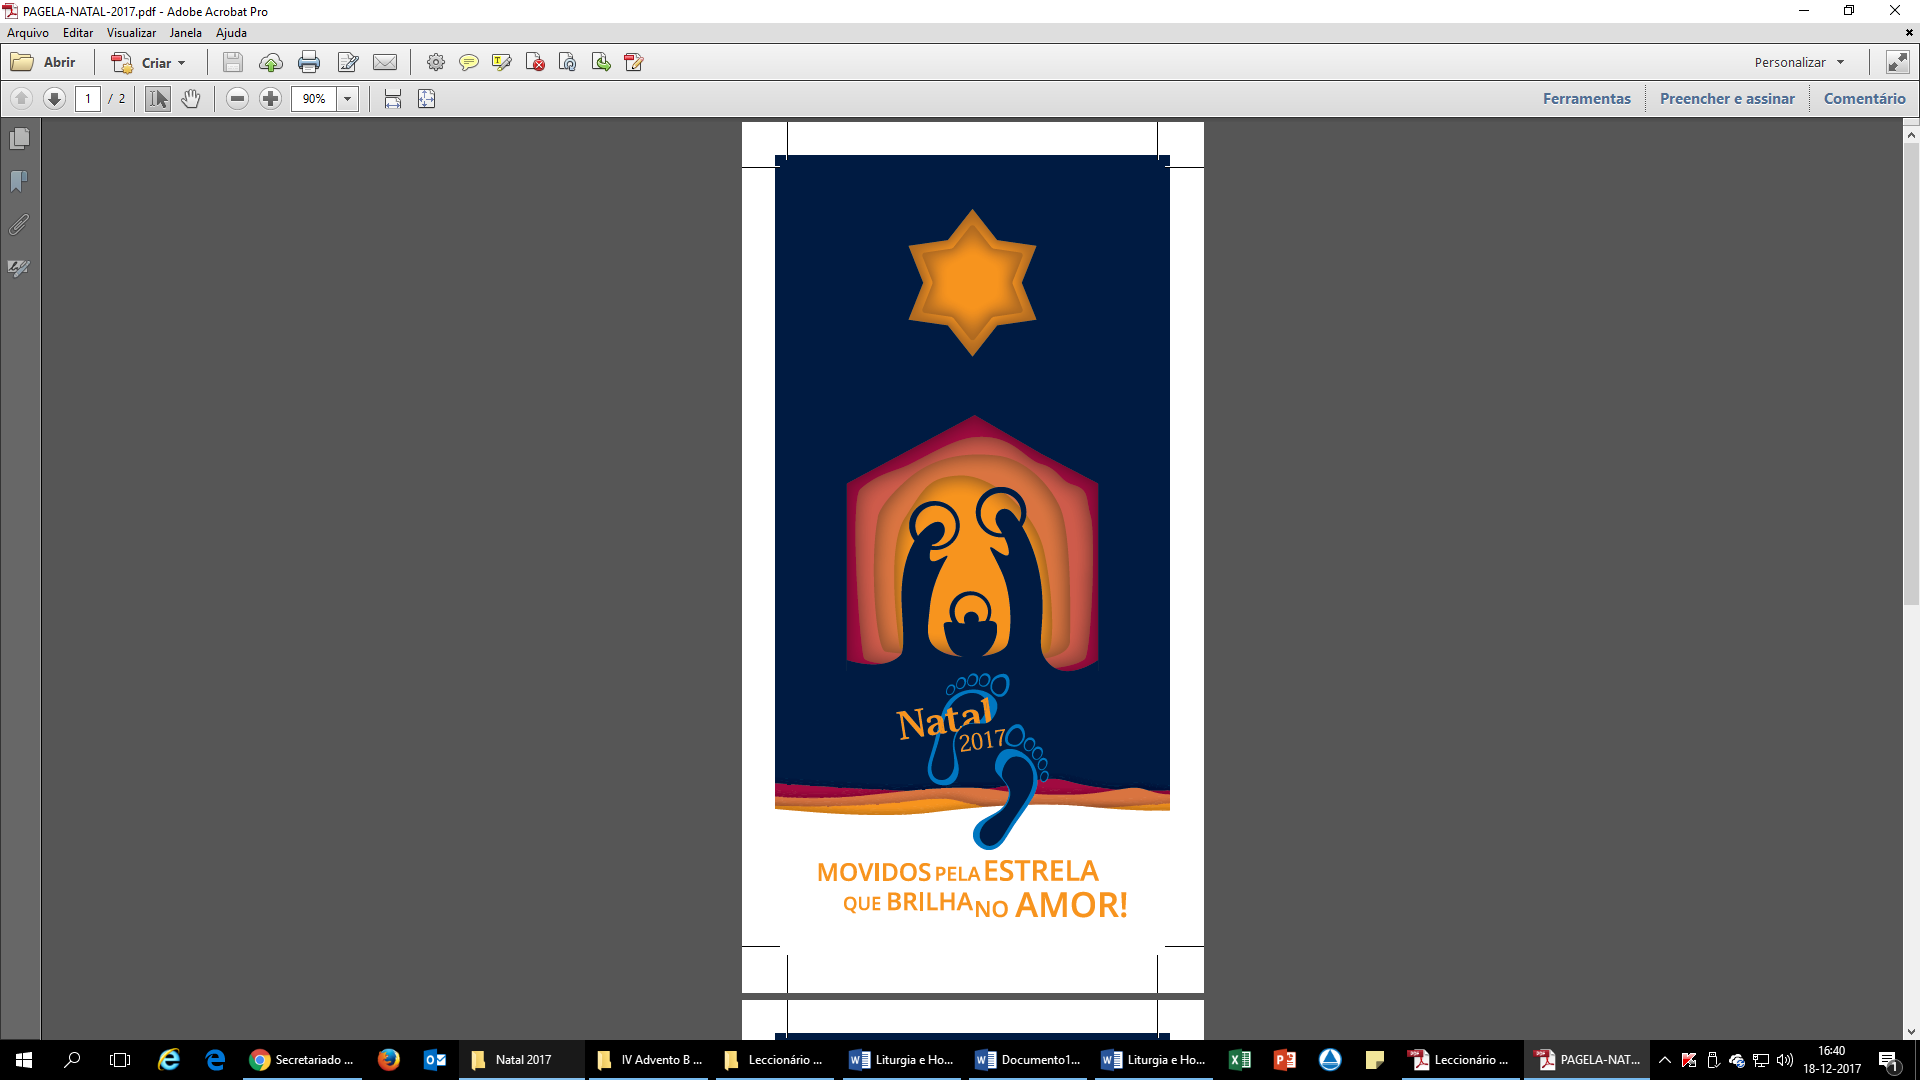 PAGELA-NATAL-2017.pdf - Adobe Acrobat Pro
Arquivo Editar Visualizar Janela Ajuda
Abrir Criar Personalizar
1 / 2 90% Ferramentas Preencher e assinar Comentário
Natal
2017
MOVIDOS PELA ESTRELA
QUE BRILHA NO AMOR!
Secretariado ... Natal 2017 IV Advento B ... Leccionário ... Liturgia e Ho... Documento1... Liturgia e Ho... Leccionário ... PAGELA-NAT...
16:40
18-12-2017
1